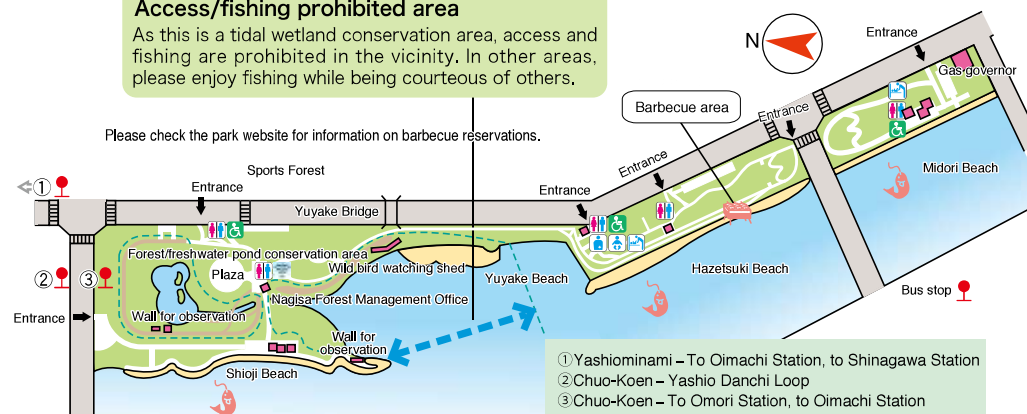 Access/fishing prohibited area
As this is a tidal wetland conservation area, access and
fishing are prohibited in the vicinity. In other areas,
please enjoy fishing while being courteous of others.
N
Entrance
Gas governor
Barbecue area
Entrance
Please check the park website for information on barbecue reservations.
Midori Beach
Entrance
Sports Forest
①
Entrance
Entrance
Yuyake Bridge
Forest/freshwater pond conservation area
Wild bird watching shed
Plaza
Hazetsuki Beach
Yuyake Beach
②
③
Nagisa Forest Management Office
Bus stop
Entrance
Wall for observation
Wall for
observation
Shioji Beach
①Yashiominami – To Oimachi Station, to Shinagawa Station
②Chuo-Koen – Yashio Danchi Loop
③Chuo-Koen – To Omori Station, to Oimachi Station